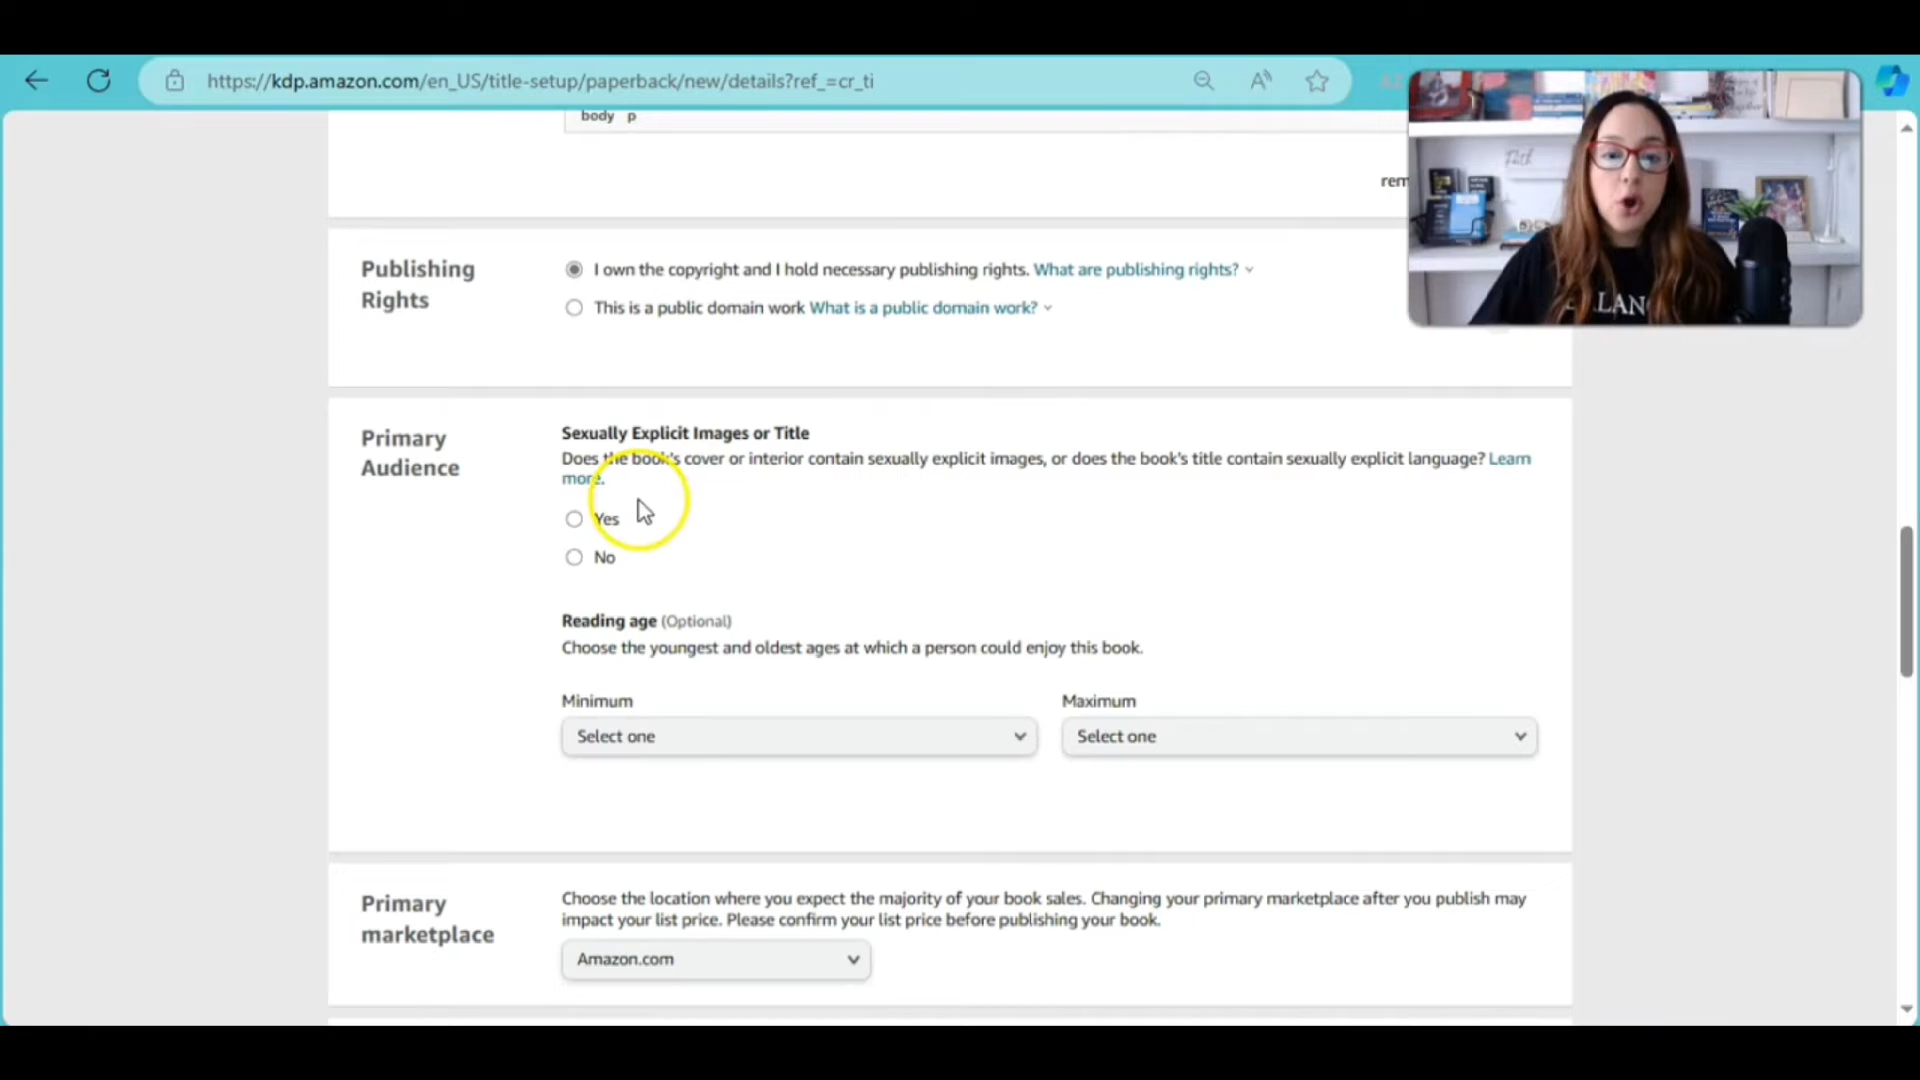 https://kdp.amazon.com/en_US/title-setup/paperback/new/details?ref_=cr_ti
body p
rem
Publishing
Rights
I own the copyright and I hold necessary publishing rights. What are publishing rights?
This is a public domain work What is a public domain work?
Primary
Audience
Sexually Explicit Images or Title
Does the book's cover or interior contain sexually explicit images, or does the book's title contain sexually explicit language? Learn
more.
Yes
No
Reading age (Optional)
Choose the youngest and oldest ages at which a person could enjoy this book.
Minimum
Maximum
Select one
Select one
Primary
marketplace
Choose the location where you expect the majority of your book sales. Changing your primary marketplace after you publish may
impact your list price. Please confirm your list price before publishing your book.
Amazon.com